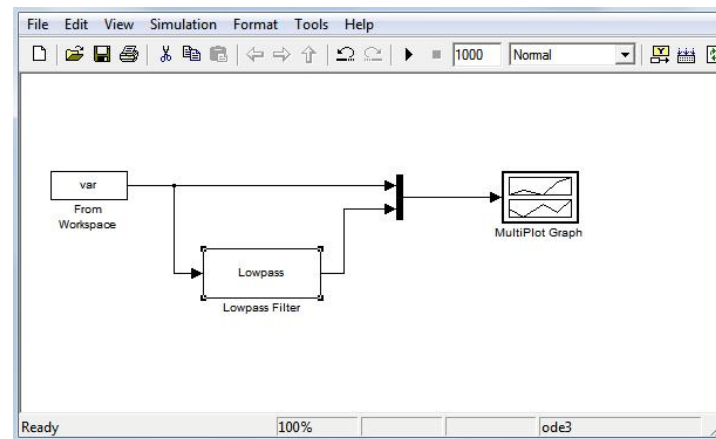 File Edit View Simulation Format Tools Help
1000 Normal
var
From
Workspace
Lowpass
Lowpass Filter
MultiPlot Graph
Ready 100% ode3